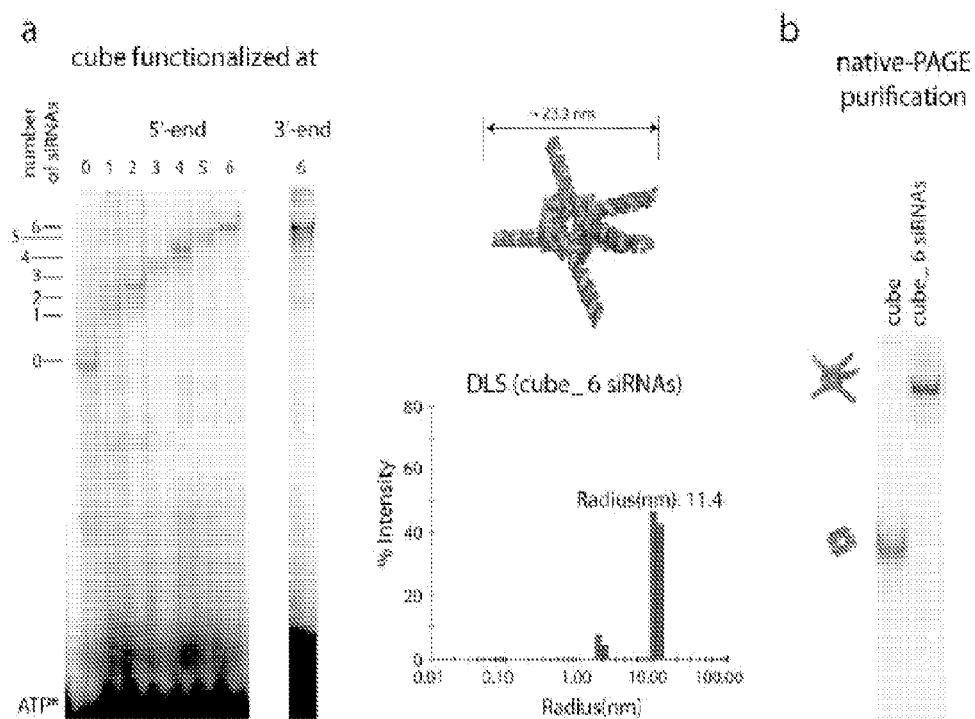 a
cube functionalized at
number
of siRNAs
5'-end
3'-end
0 1 2 3 4 5 6
6
6
5
4
3
2
1
0
ATP*
~ 23.3 nm
DLS (cube_ 6 siRNAs)
% Intensity
80
60
40
20
0
Radius(nm): 11.4
0.01 0.10 1.00 10.00 100.00
Radius(nm)
b
native-PAGE
purification
cube
cube_ 6 siRNAs